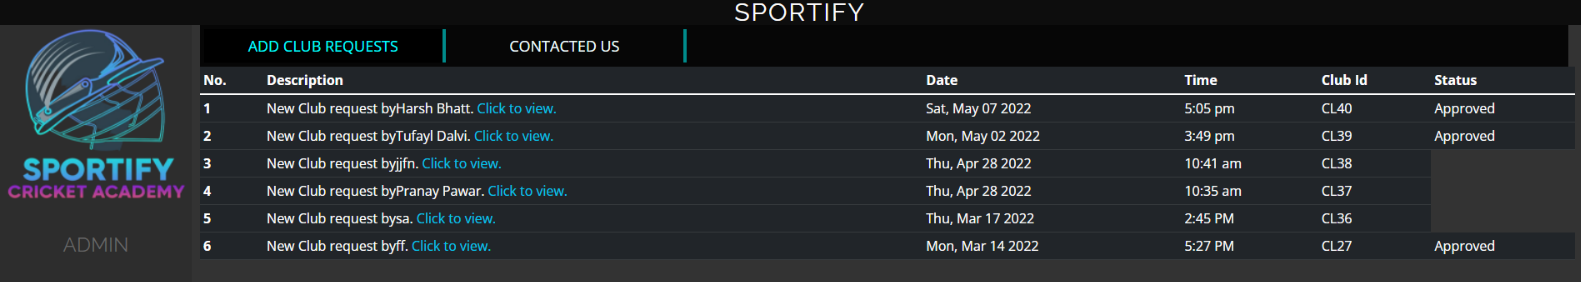 SPORTIFY
SPORTIFY
CRICKET ACADEMY
ADMIN
ADD CLUB REQUESTS CONTACTED US
No. Description Date Time Club Id Status
1 New Club request byHarsh Bhatt. Click to view. Sat, May 07 2022 5:05 pm CL40 Approved
2 New Club request byTufayl Dalvi. Click to view. Mon, May 02 2022 3:49 pm CL39 Approved
3 New Club request byjjfn. Click to view. Thu, Apr 28 2022 10:41 am CL38
4 New Club request byPranay Pawar. Click to view. Thu, Apr 28 2022 10:35 am CL37
5 New Club request bysa. Click to view. Thu, Mar 17 2022 2:45 PM CL36
6 New Club request byff. Click to view. Mon, Mar 14 2022 5:27 PM CL27 Approved